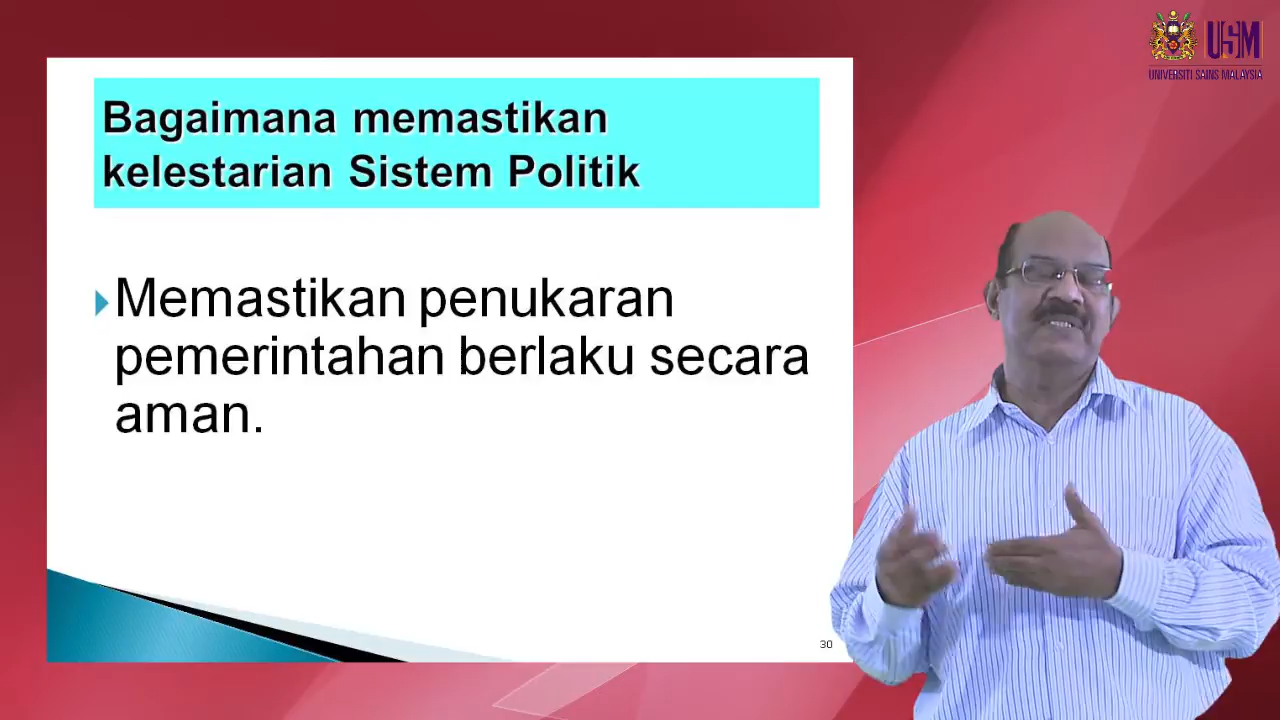 USM
UNIVERSITI SAINS MALAYSIA
Bagaimana memastikan
kelestarian Sistem Politik
Memastikan penukaran
pemerintahan berlaku secara
aman.
30